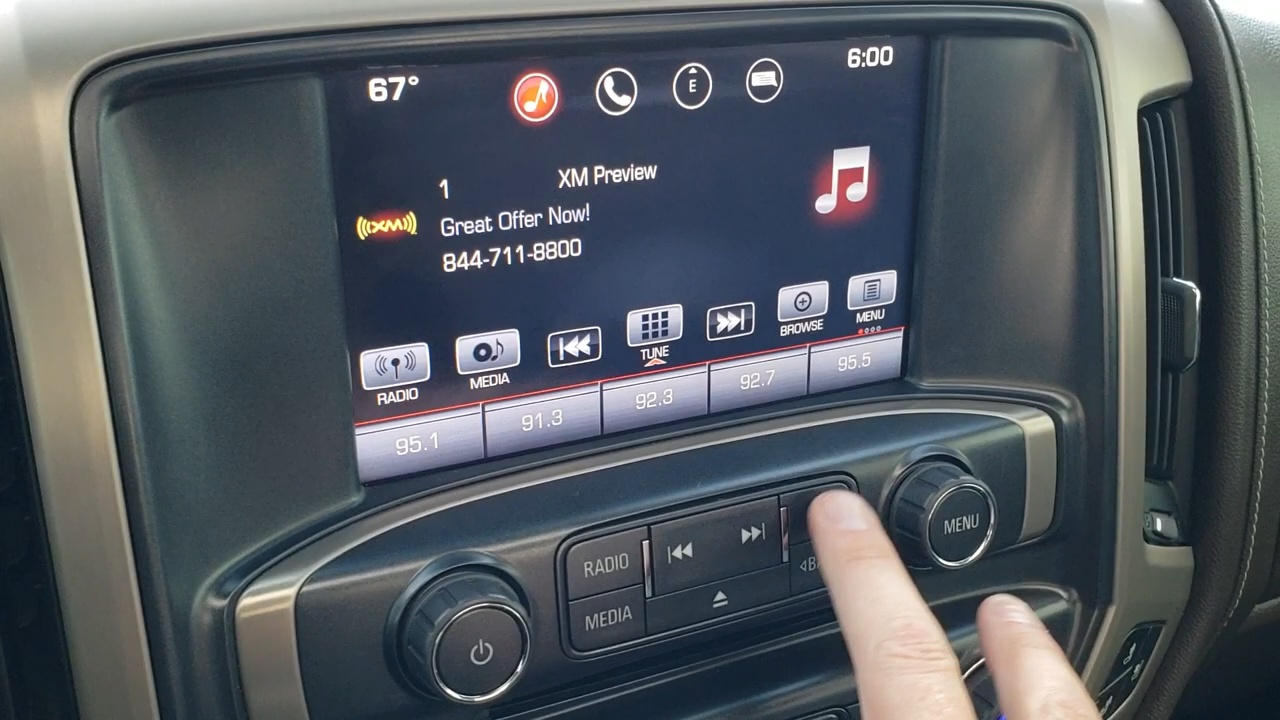 67°
E
6:00
1 XM Preview
((XM))
Great Offer Now!
844-711-8800
RADIO
MEDIA
TUNE
BROWSE
MENU
95.1
91.3
92.3
92.7
95.5
RADIO
MEDIA
MENU